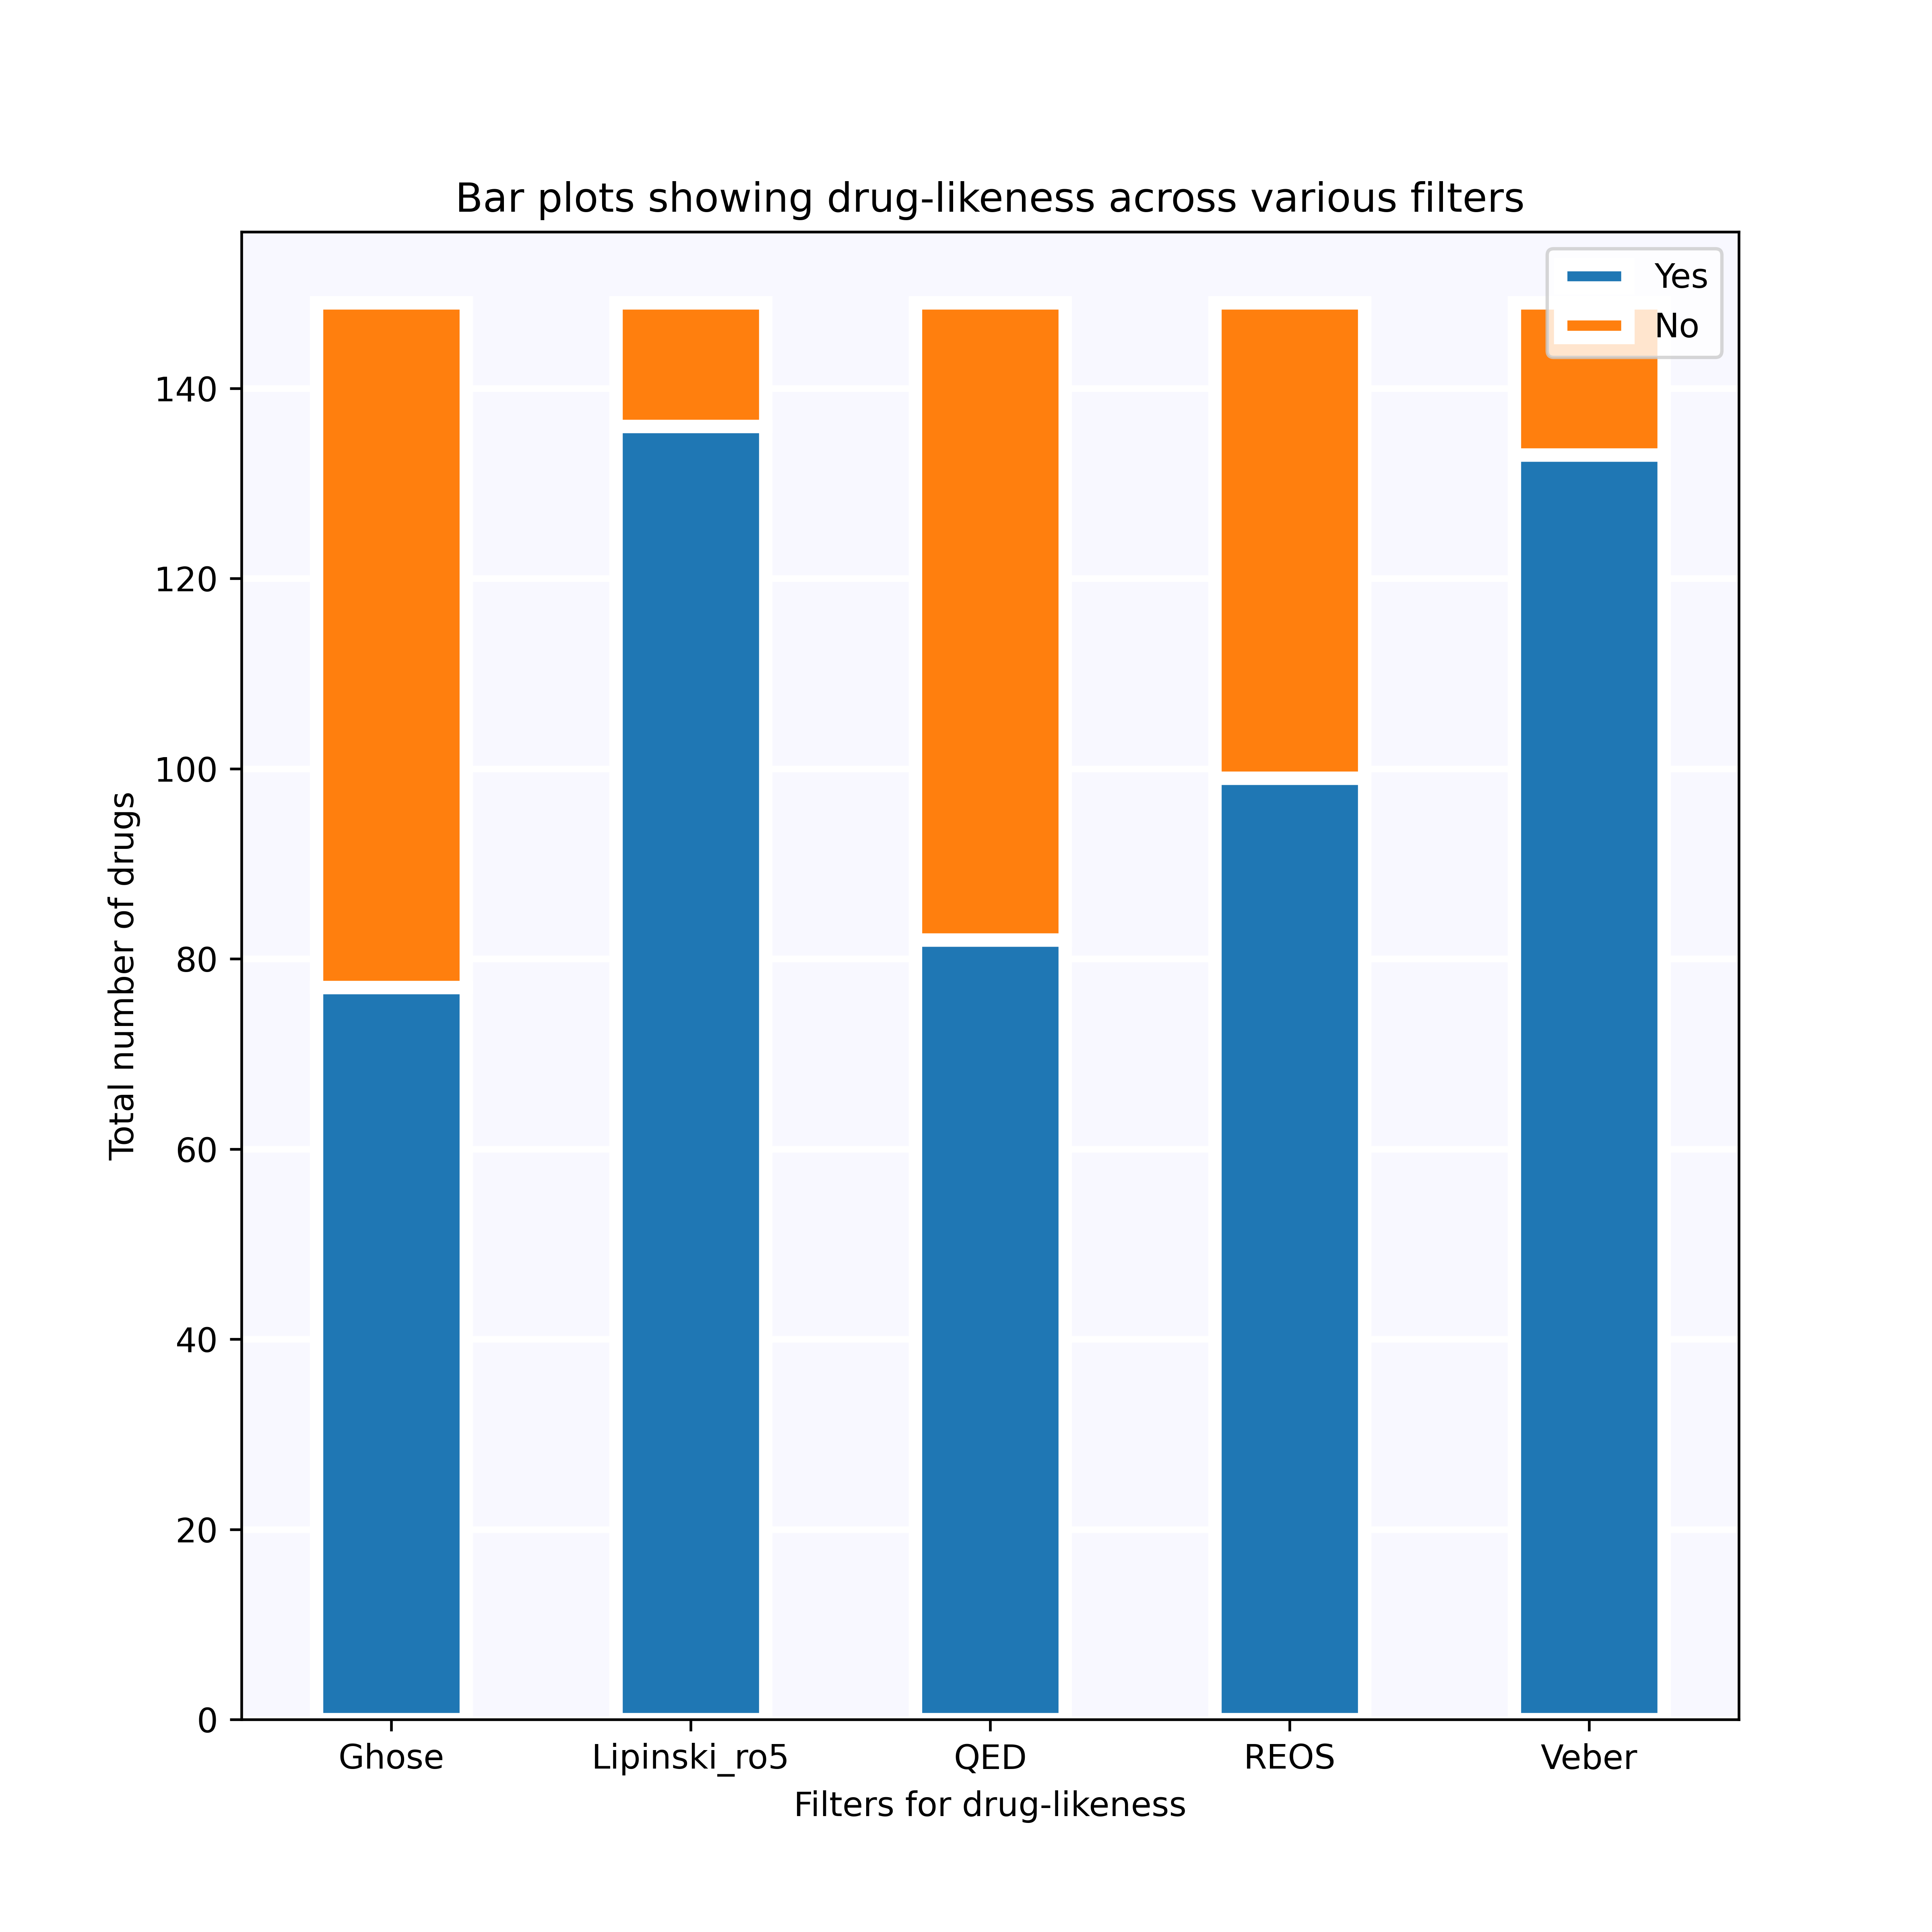 Bar plots showing drug-likeness across various filters
Yes
No
140
120
100
80
60
40
20
0
Total number of drugs
Ghose
Lipinski_ro5
QED
REOS
Veber
Filters for drug-likeness